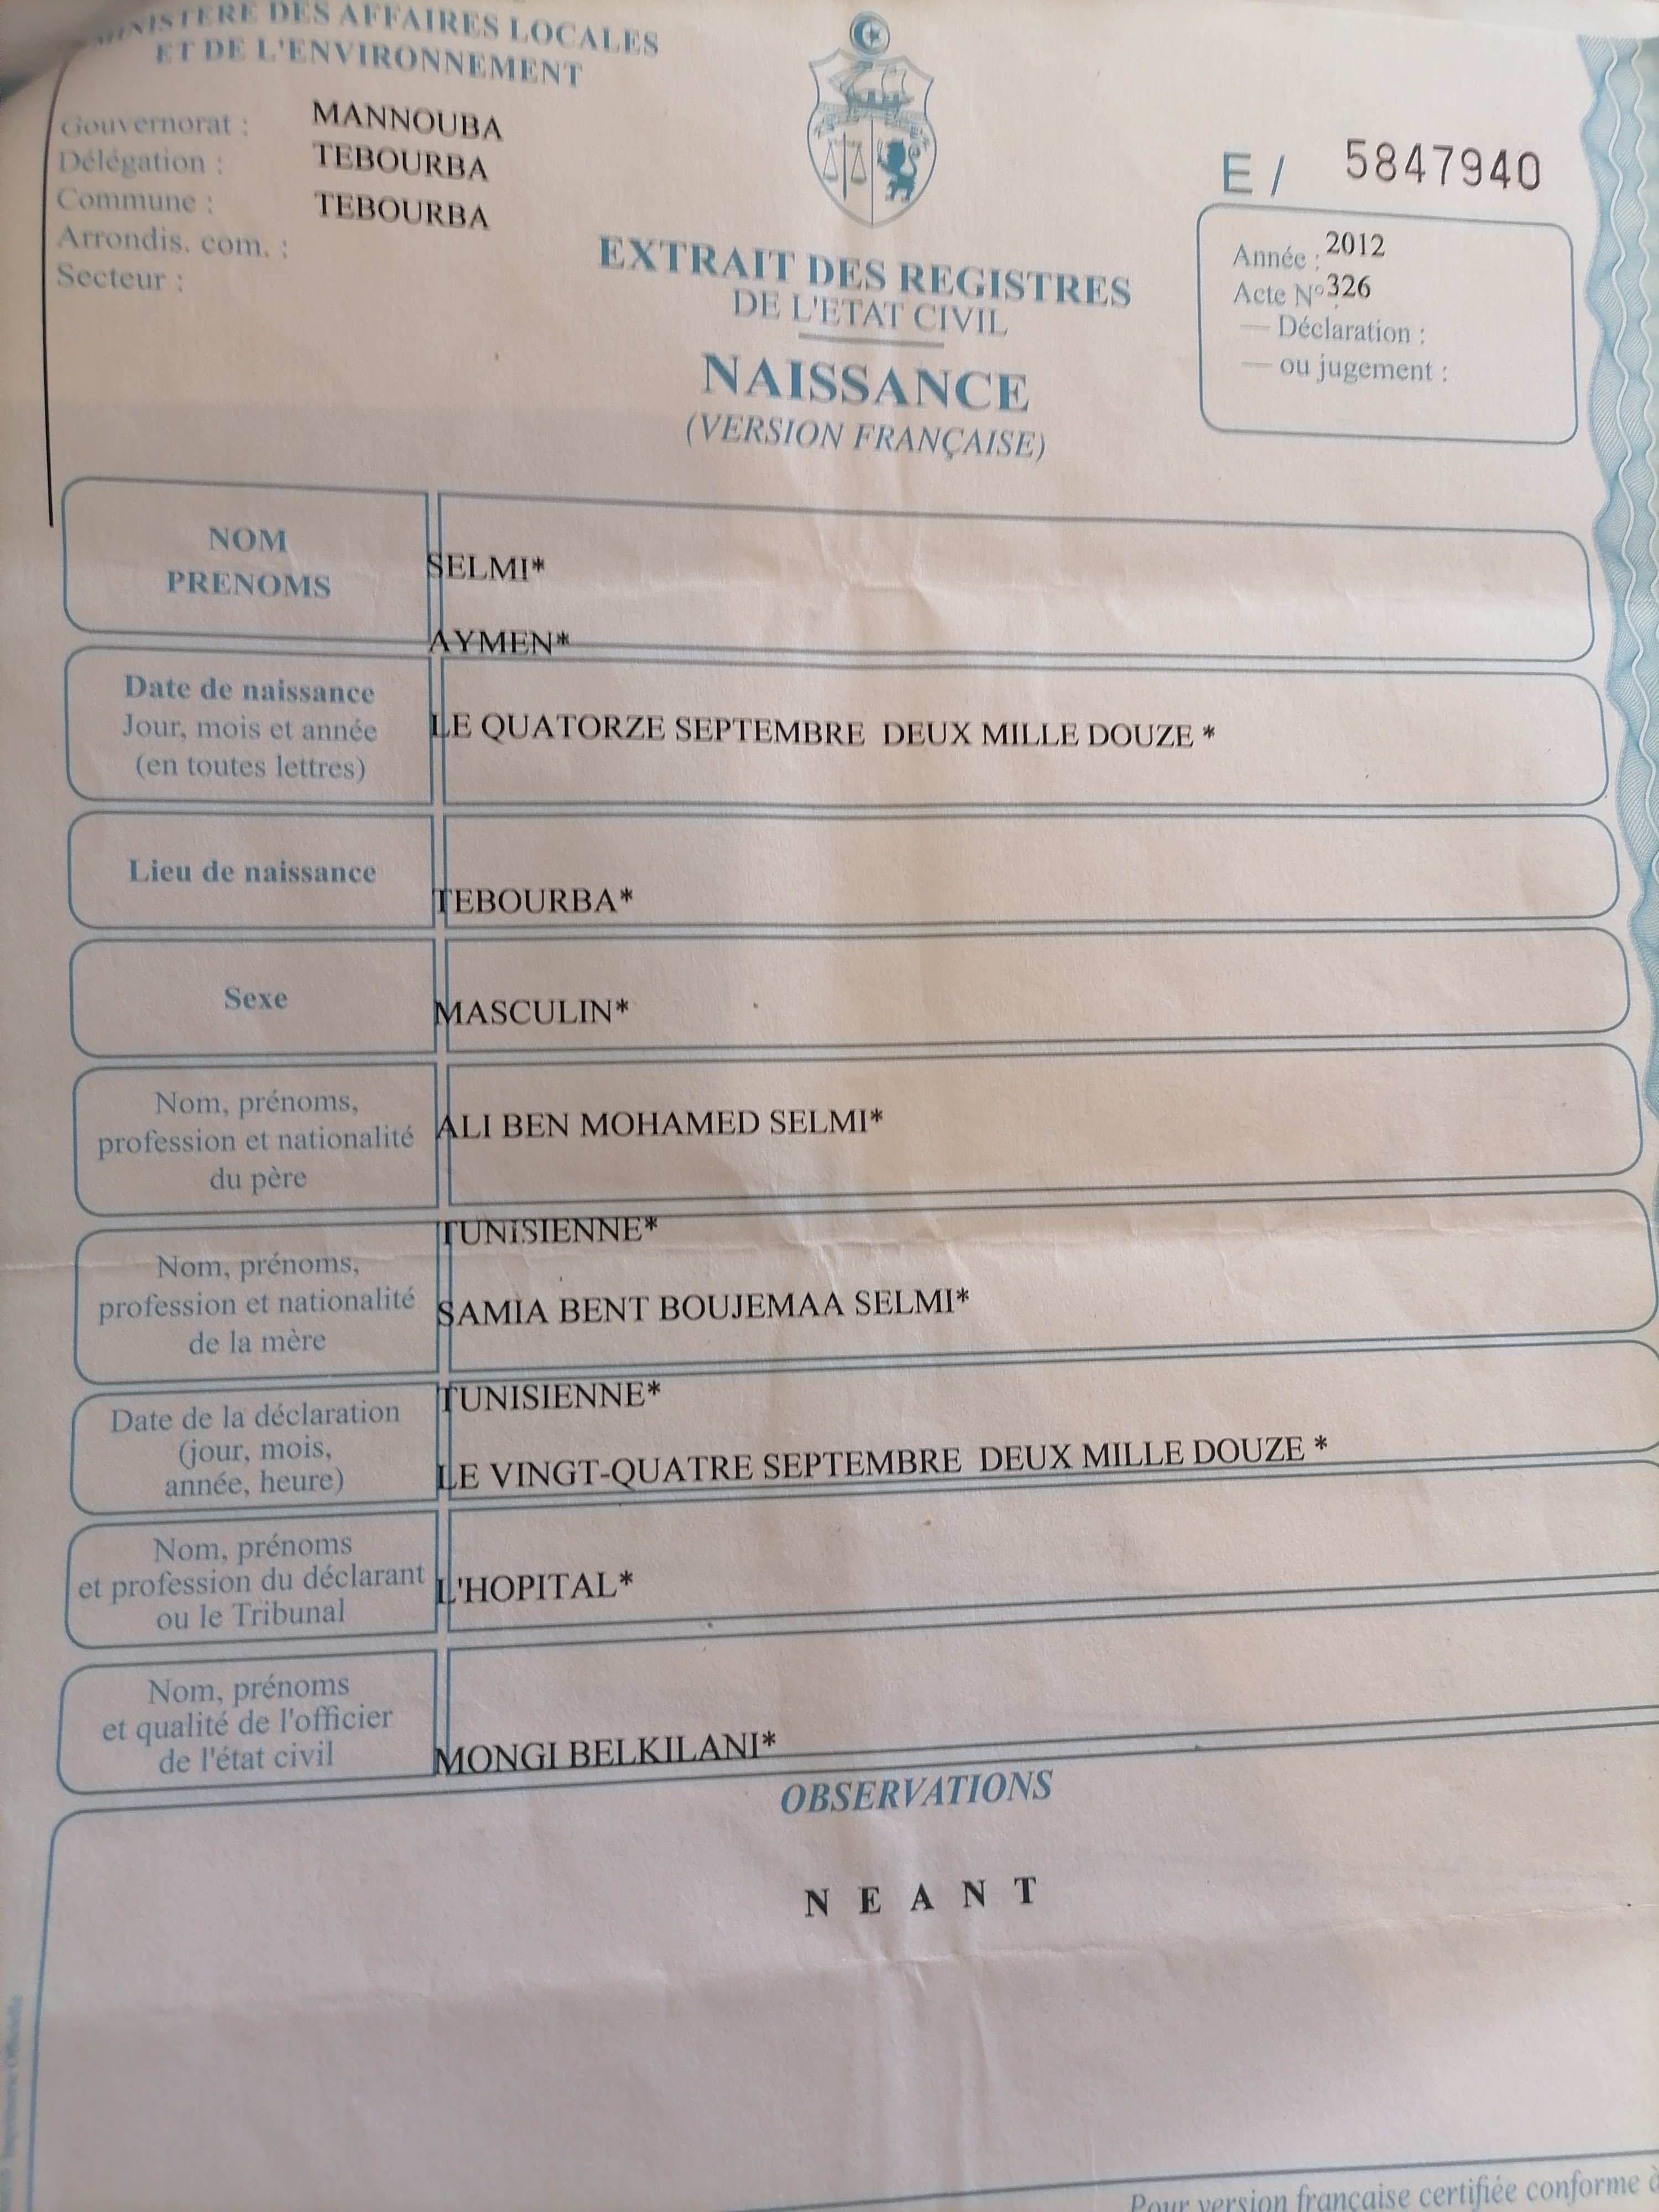 MINISTERE DES AFFAIRES LOCALES
ET DE L'ENVIRONNEMENT
Gouvernorat : MANNOUBA
Délégation : TEBOURBA
Commune : TEBOURBA
Arrondis. com. :
Secteur :
E / 5847940
Année : 2012
Acte N° 326
— Déclaration :
— ou jugement :
EXTRAIT DES REGISTRES
DE L'ETAT CIVIL
NAISSANCE
(VERSION FRANÇAISE)
NOM
PRENOMS
SELMI*
AYMEN*
Date de naissance
Jour, mois et année
(en toutes lettres)
LE QUATORZE SEPTEMBRE DEUX MILLE DOUZE *
Lieu de naissance
TEBOURBA*
Sexe
MASCULIN*
Nom, prénoms,
profession et nationalité
du père
ALI BEN MOHAMED SELMI*
TUNISIENNE*
Nom, prénoms,
profession et nationalité
de la mère
SAMIA BENT BOUJEMAA SELMI*
TUNISIENNE*
Date de la déclaration
(jour, mois,
année, heure)
LE VINGT-QUATRE SEPTEMBRE DEUX MILLE DOUZE *
Nom, prénoms
et profession du déclarant
ou le Tribunal
L'HOPITAL*
Nom, prénoms
et qualité de l'officier
de l'état civil
MONGI BELKILANI*
OBSERVATIONS
N E A N T
Pour version française certifiée conforme à